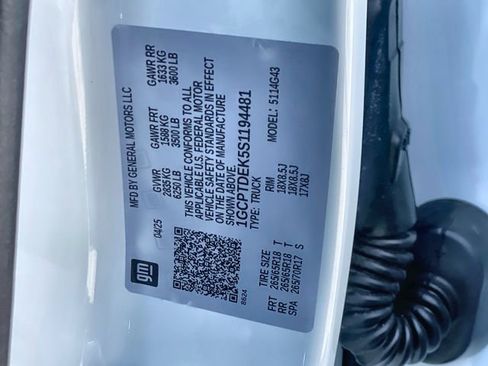 MFD BY GENERAL MOTORS LLC
04/25 GVWR GAWR FRT GAWR RR
2835 KG 1588 KG 1633 KG
6250 LB 3500 LB 3600 LB
THIS VEHICLE CONFORMS TO ALL
APPLICABLE U.S. FEDERAL MOTOR
VEHICLE SAFETY STANDARDS IN EFFECT
ON THE DATE OF MANUFACTURE
SHOWN ABOVE.
1GCPTDEK5S1194481
TYPE: TRUCK MODEL: 5114G43
gm
8624
TIRE SIZE RIM
FRT 265/65R18 T 18X8.5J
RR 265/65R18 T 18X8.5J
SPA 265/70R17 S 17X8J